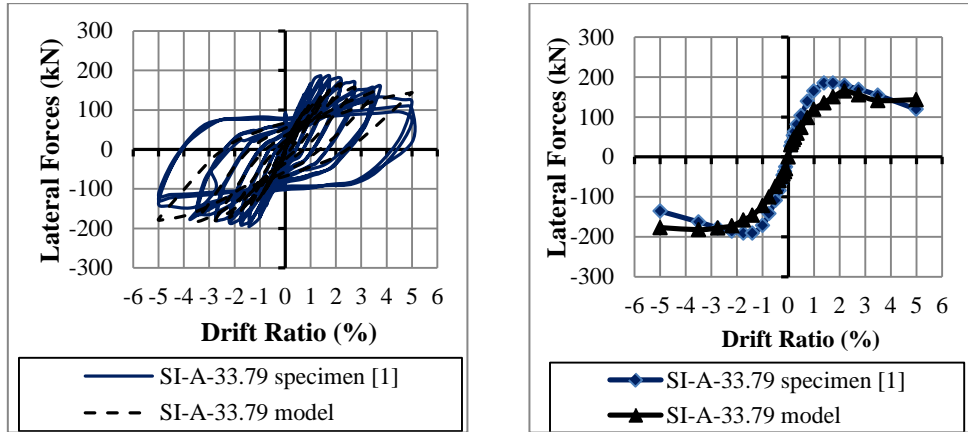 Lateral Forces (kN)
300
200
100
0
-100
-200
-300
-6 -5 -4 -3 -2 -1 0 1 2 3 4 5 6
Drift Ratio (%)
SI-A-33.79 specimen [1]
SI-A-33.79 model
Lateral Forces (kN)
300
200
100
0
-100
-200
-300
-6 -5 -4 -3 -2 -1 0 1 2 3 4 5 6
Drift Ratio (%)
SI-A-33.79 specimen [1]
SI-A-33.79 model